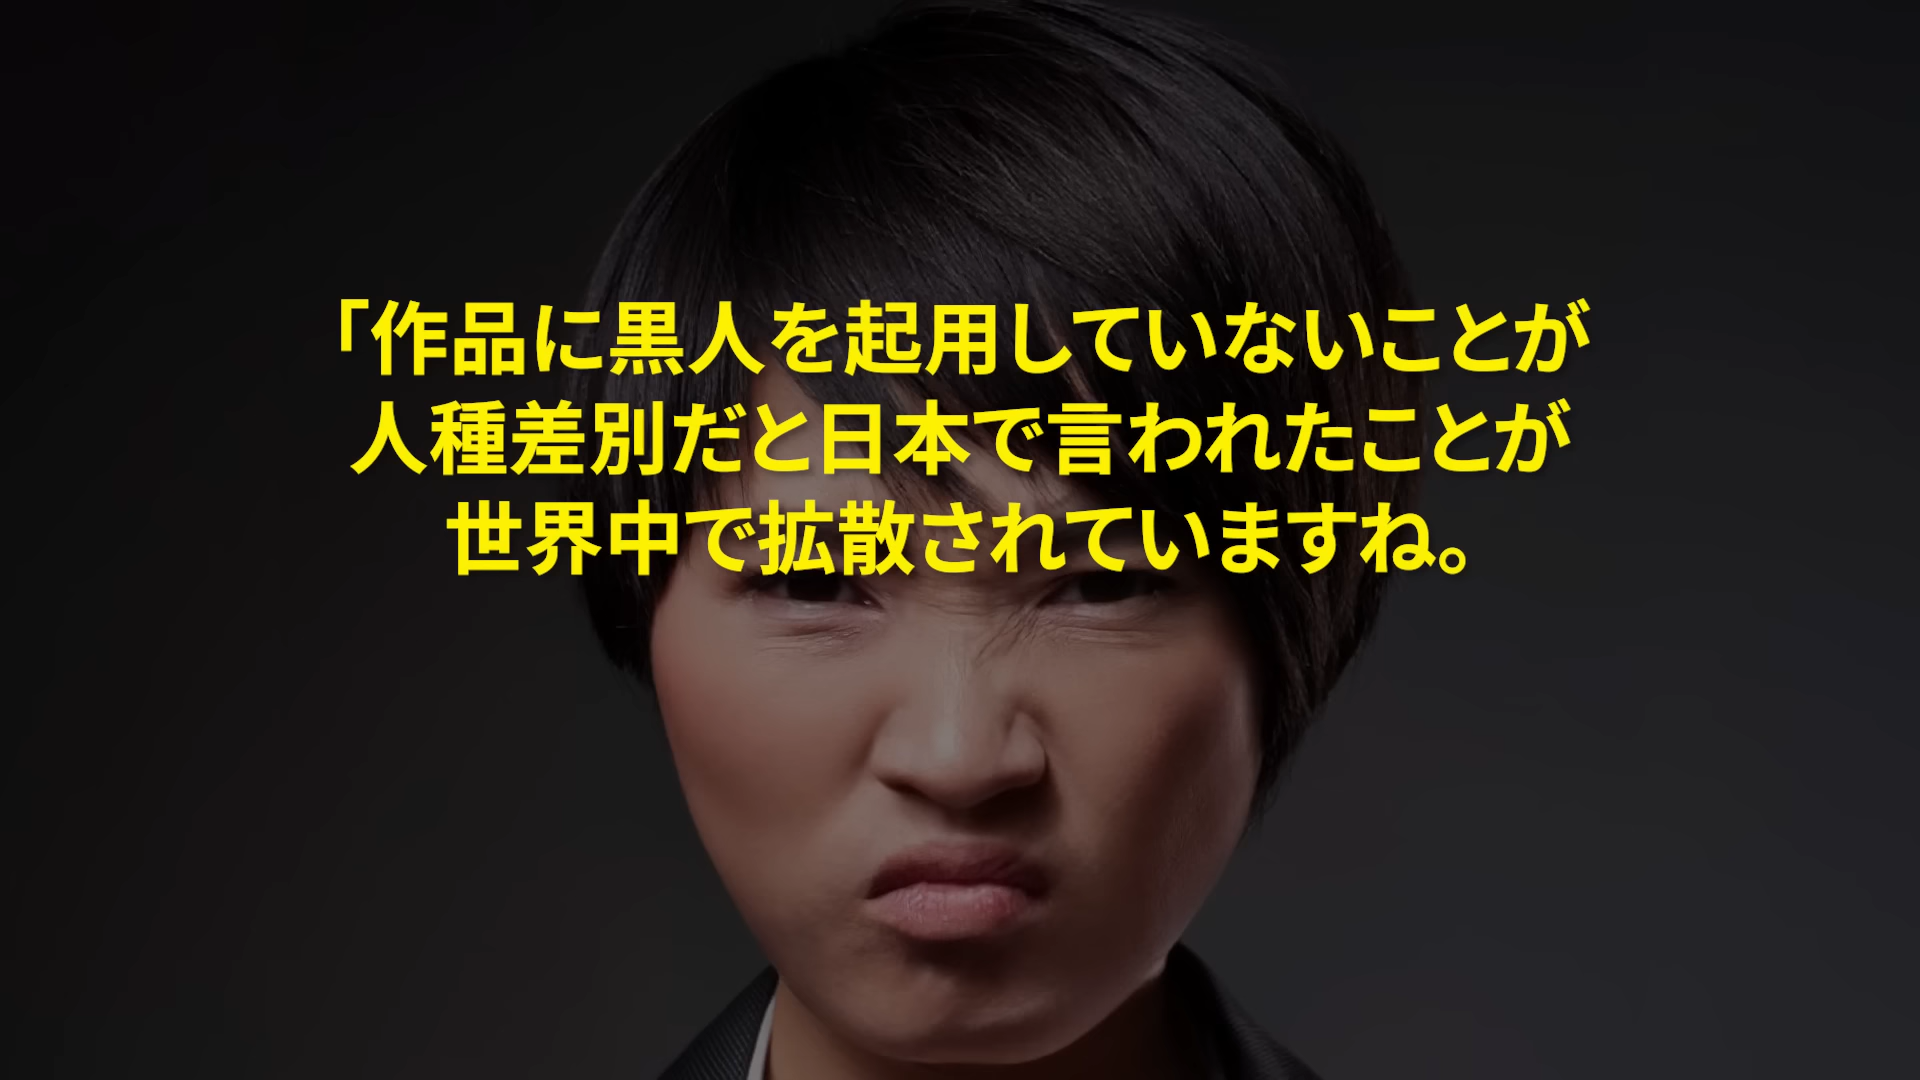 「作品に黒人を起用していないことが
人種差別だと日本で言われたことが
世界中で拡散されていますね。